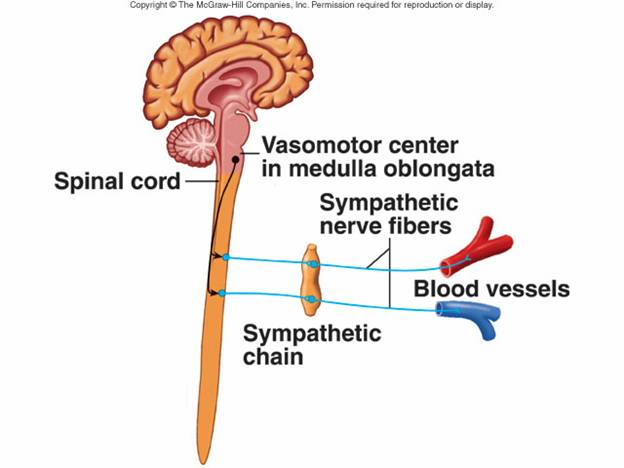 Copyright © The McGraw-Hill Companies, Inc. Permission required for reproduction or display.
Vasomotor center
in medulla oblongata
Spinal cord
Sympathetic
nerve fibers
Blood vessels
Sympathetic
chain